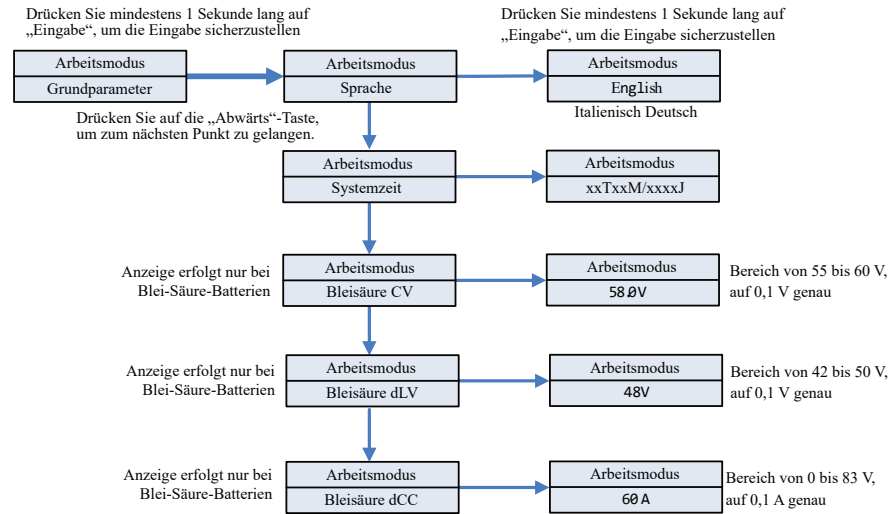 Drücken Sie mindestens 1 Sekunde lang auf
„Eingabe“, um die Eingabe sicherzustellen
Drücken Sie mindestens 1 Sekunde lang auf
„Eingabe“, um die Eingabe sicherzustellen
Arbeitsmodus
Grundparameter
Arbeitsmodus
Sprache
Arbeitsmodus
English
Italienisch Deutsch
Drücken Sie auf die „Abwärts“-Taste,
um zum nächsten Punkt zu gelangen.
Arbeitsmodus
Systemzeit
Arbeitsmodus
xxTxxM/xxxxJ
Anzeige erfolgt nur bei
Blei-Säure-Batterien
Arbeitsmodus
Bleisäure CV
Arbeitsmodus
58.0V
Bereich von 55 bis 60 V,
auf 0,1 V genau
Anzeige erfolgt nur bei
Blei-Säure-Batterien
Arbeitsmodus
Bleisäure dLV
Arbeitsmodus
48V
Bereich von 42 bis 50 V,
auf 0,1 V genau
Anzeige erfolgt nur bei
Blei-Säure-Batterien
Arbeitsmodus
Bleisäure dCC
Arbeitsmodus
60A
Bereich von 0 bis 83 V,
auf 0,1 A genau